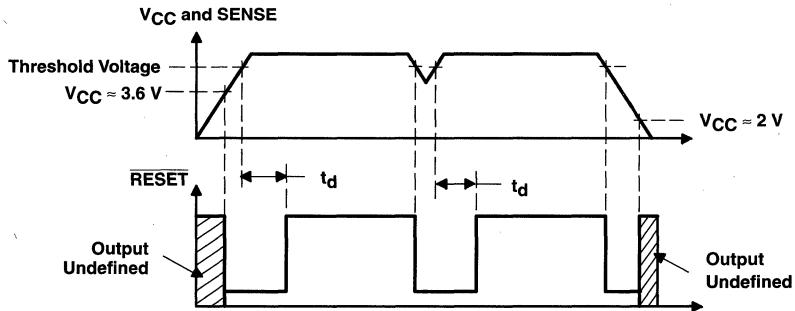 VCC and SENSE
Threshold Voltage
VCC ≈ 3.6 V
VCC ≈ 2 V
RESET
td
td
Output
Undefined
Output
Undefined